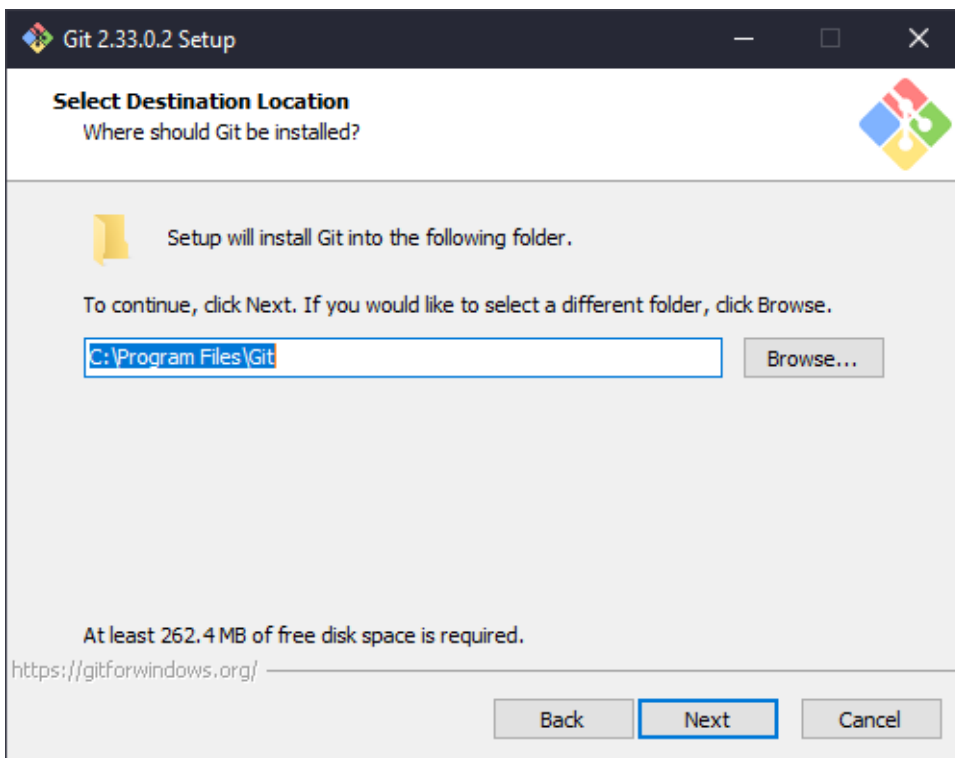 Git 2.33.0.2 Setup
Select Destination Location
Where should Git be installed?
Setup will install Git into the following folder.
To continue, click Next. If you would like to select a different folder, click Browse.
C:\Program Files\Git
Browse...
At least 262.4 MB of free disk space is required.
https://gitforwindows.org/
Back
Next
Cancel